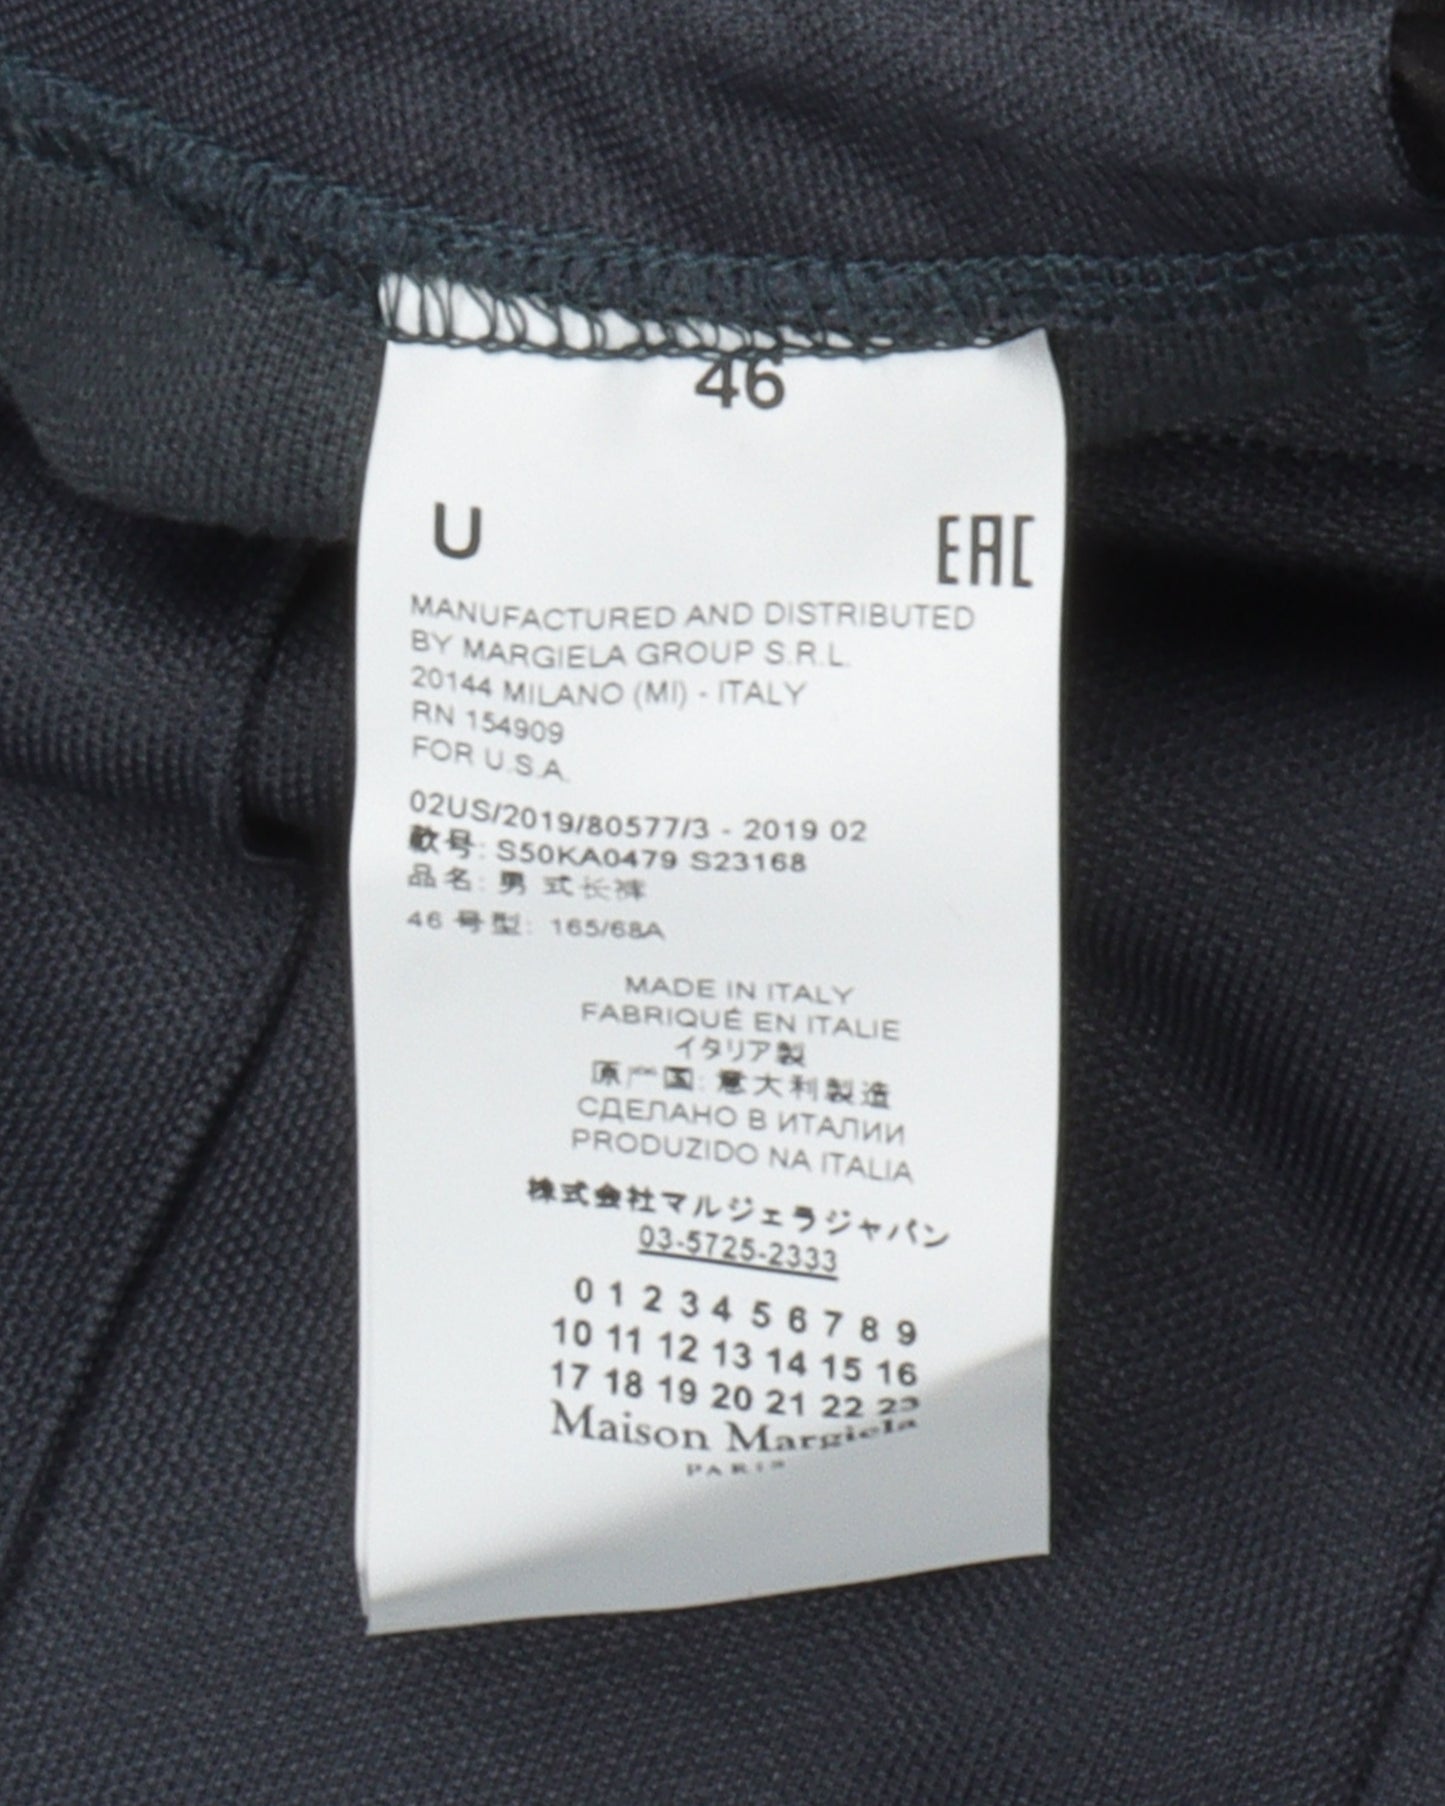 46
U
EAC
MANUFACTURED AND DISTRIBUTED
BY MARGIELA GROUP S.R.L.
20144 MILANO (MI) - ITALY
RN 154909
FOR U.S.A.
02US/2019/80577/3 - 2019 02
款号: S50KA0479 S23168
品名: 男式长裤
46 号型: 165/68A
MADE IN ITALY
FABRIQUÉ EN ITALIE
イタリア製
原产国: 意大利製造
СДЕЛАНО В ИТАЛИИ
PRODUZIDO NA ITALIA
株式会社マルジェラジャパン
03-5725-2333
0 1 2 3 4 5 6 7 8 9
10 11 12 13 14 15 16
17 18 19 20 21 22 23
Maison Margiela
PARIS